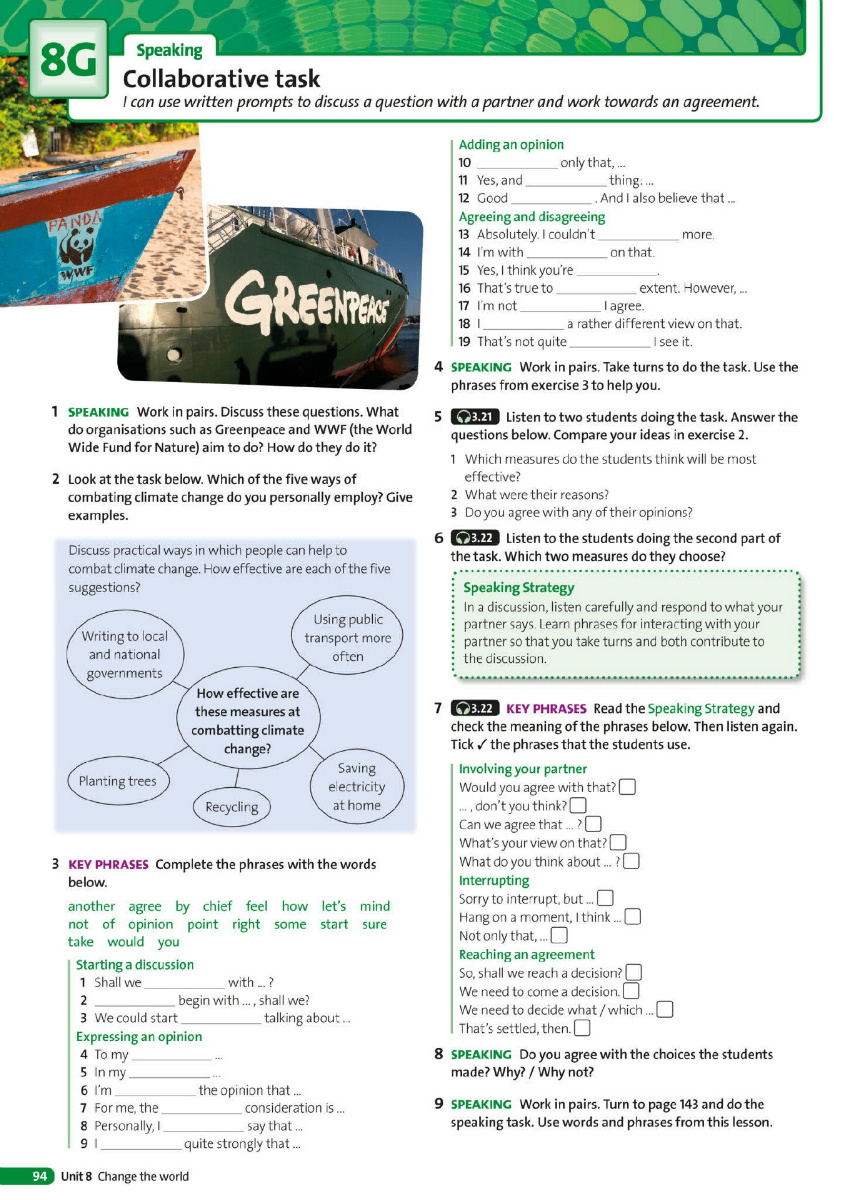 8G
Speaking
Collaborative task
I can use written prompts to discuss a question with a partner and work towards an agreement.
PANDA
WWF
GREENPEACE
1 SPEAKING Work in pairs. Discuss these questions. What
do organisations such as Greenpeace and WWF (the World
Wide Fund for Nature) aim to do? How do they do it?
2 Look at the task below. Which of the five ways of
combating climate change do you personally employ? Give
examples.
Discuss practical ways in which people can help to
combat climate change. How effective are each of the five
suggestions?
Writing to local
and national
governments
Using public
transport more
often
How effective are
these measures at
combatting climate
change?
Planting trees
Recycling
Saving
electricity
at home
3 KEY PHRASES Complete the phrases with the words
below.
another agree by chief feel how let's mind
not of opinion point right some start sure
take would you
Starting a discussion
1 Shall we ____________ with ... ?
2 ____________ begin with ... , shall we?
3 We could start ____________ talking about ...
Expressing an opinion
4 To my ____________ ...
5 In my ____________ ...
6 I'm ____________ the opinion that ...
7 For me, the ____________ consideration is ...
8 Personally, I ____________ say that ...
9 I ____________ quite strongly that ...
Adding an opinion
10 ____________ only that, ...
11 Yes, and ____________ thing: ...
12 Good ____________ . And I also believe that ...
Agreeing and disagreeing
13 Absolutely. I couldn't ____________ more.
14 I'm with ____________ on that.
15 Yes, I think you're ____________.
16 That's true to ____________ extent. However, ...
17 I'm not ____________ I agree.
18 I ____________ a rather different view on that.
19 That's not quite ____________ I see it.
4 SPEAKING Work in pairs. Take turns to do the task. Use the
phrases from exercise 3 to help you.
5 3.21 Listen to two students doing the task. Answer the
questions below. Compare your ideas in exercise 2.
1 Which measures do the students think will be most
effective?
2 What were their reasons?
3 Do you agree with any of their opinions?
6 3.22 Listen to the students doing the second part of
the task. Which two measures do they choose?
Speaking Strategy
In a discussion, listen carefully and respond to what your
partner says. Learn phrases for interacting with your
partner so that you take turns and both contribute to
the discussion.
7 3.22 KEY PHRASES Read the Speaking Strategy and
check the meaning of the phrases below. Then listen again.
Tick ✓ the phrases that the students use.
Involving your partner
Would you agree with that? ☐
... , don't you think? ☐
Can we agree that ... ? ☐
What's your view on that? ☐
What do you think about ... ? ☐
Interrupting
Sorry to interrupt, but ... ☐
Hang on a moment, I think ... ☐
Not only that, ... ☐
Reaching an agreement
So, shall we reach a decision? ☐
We need to come a decision. ☐
We need to decide what / which ... ☐
That's settled, then. ☐
8 SPEAKING Do you agree with the choices the students
made? Why? / Why not?
9 SPEAKING Work in pairs. Turn to page 143 and do the
speaking task. Use words and phrases from this lesson.
94 Unit 8 Change the world